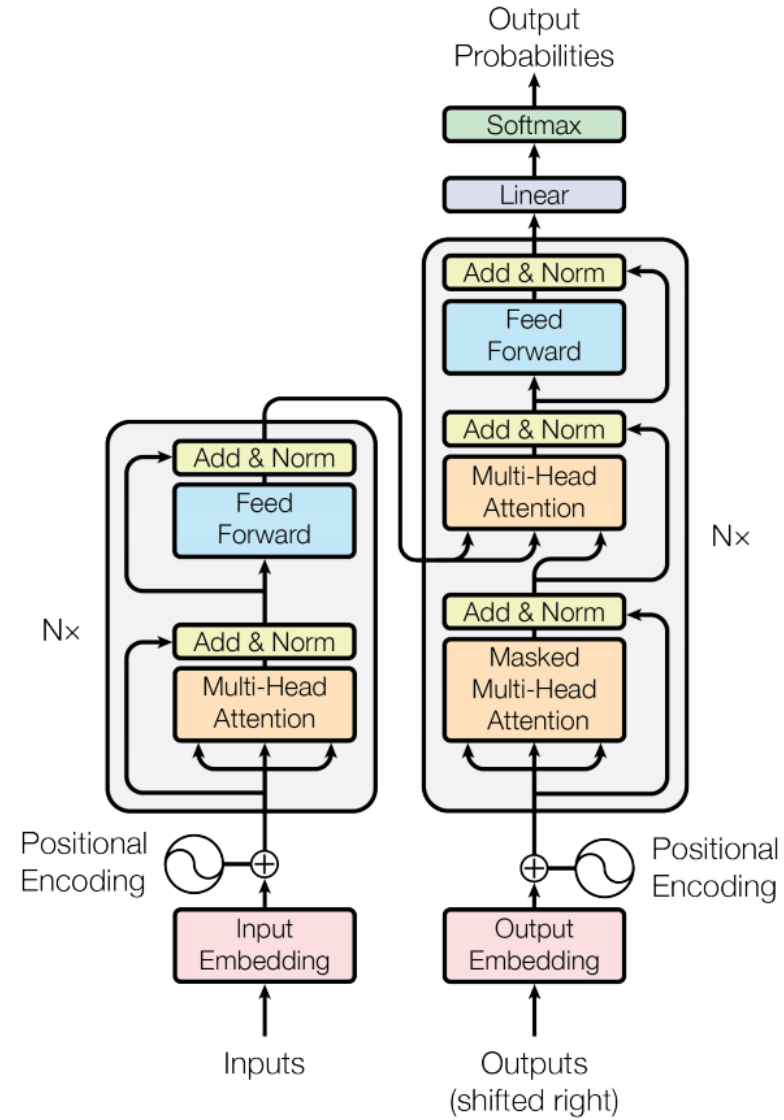 Output
Probabilities
Softmax
Linear
Add & Norm
Feed
Forward
Add & Norm
Multi-Head
Attention
Add & Norm
Masked
Multi-Head
Attention
Nx
Add & Norm
Feed
Forward
Add & Norm
Multi-Head
Attention
Nx
Positional
Encoding
Input
Embedding
Inputs
Positional
Encoding
Output
Embedding
Outputs
(shifted right)